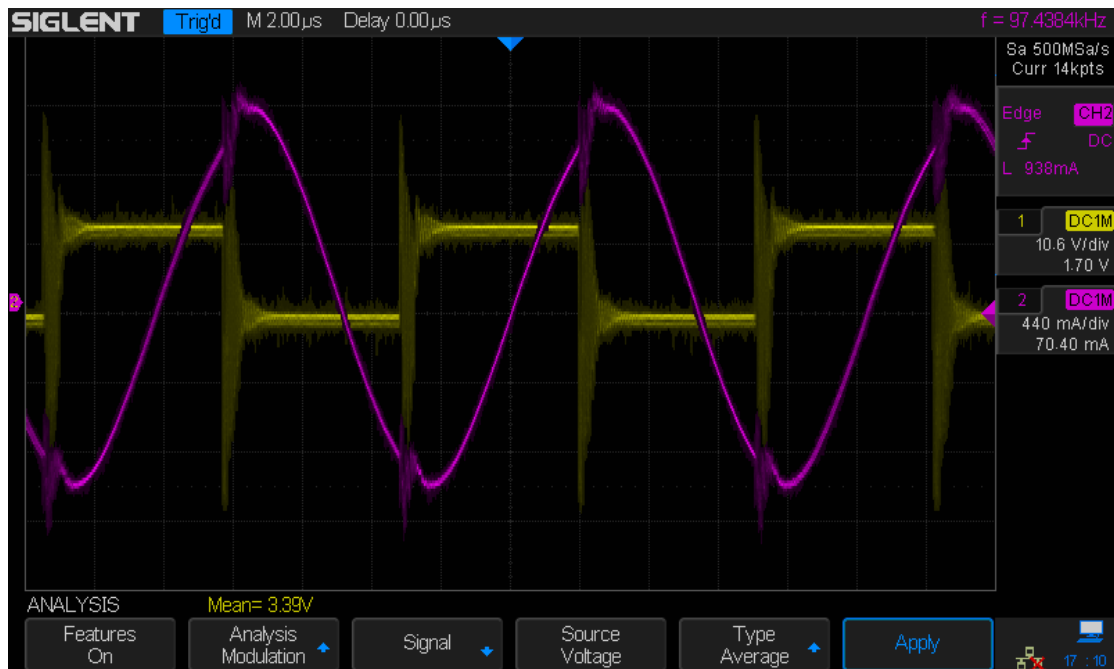 SIGLENT Trig'd M 2.00µs Delay 0.00µs f = 97.4384kHz
Sa 500MSa/s
Curr 14kpts
Edge CH2
DC
L 938mA
1 DC1M
10.6 V/div
1.70 V
2 DC1M
440 mA/div
70.40 mA
ANALYSIS Mean= 3.39V
Features
On
Analysis
Modulation
Signal
Source
Voltage
Type
Average
Apply
17 : 10